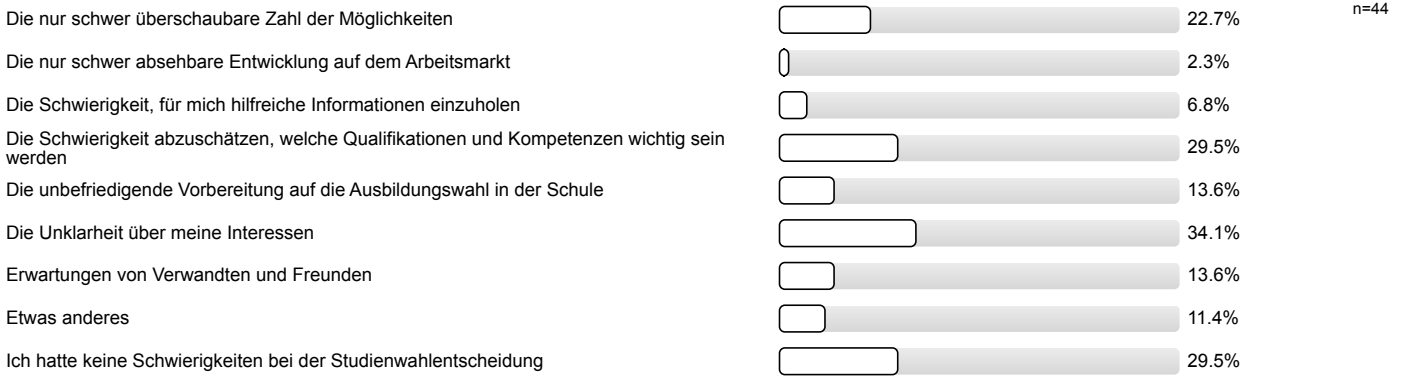 Die nur schwer überschaubare Zahl der Möglichkeiten 22.7% n=44
Die nur schwer absehbare Entwicklung auf dem Arbeitsmarkt 2.3%
Die Schwierigkeit, für mich hilfreiche Informationen einzuholen 6.8%
Die Schwierigkeit abzuschätzen, welche Qualifikationen und Kompetenzen wichtig sein
werden 29.5%
Die unbefriedigende Vorbereitung auf die Ausbildungswahl in der Schule 13.6%
Die Unklarheit über meine Interessen 34.1%
Erwartungen von Verwandten und Freunden 13.6%
Etwas anderes 11.4%
Ich hatte keine Schwierigkeiten bei der Studienwahlentscheidung 29.5%